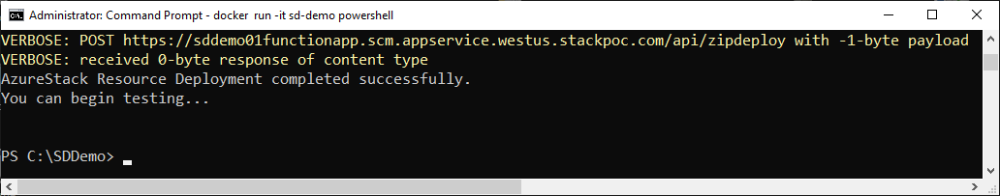 Administrator: Command Prompt - docker run -it sd-demo powershell
VERBOSE: POST https://sddemo01functionapp.scm.appservice.westus.stackpoc.com/api/zipdeploy with -1-byte payload
VERBOSE: received 0-byte response of content type
AzureStack Resource Deployment completed successfully.
You can begin testing...
PS C:\SDDemo>